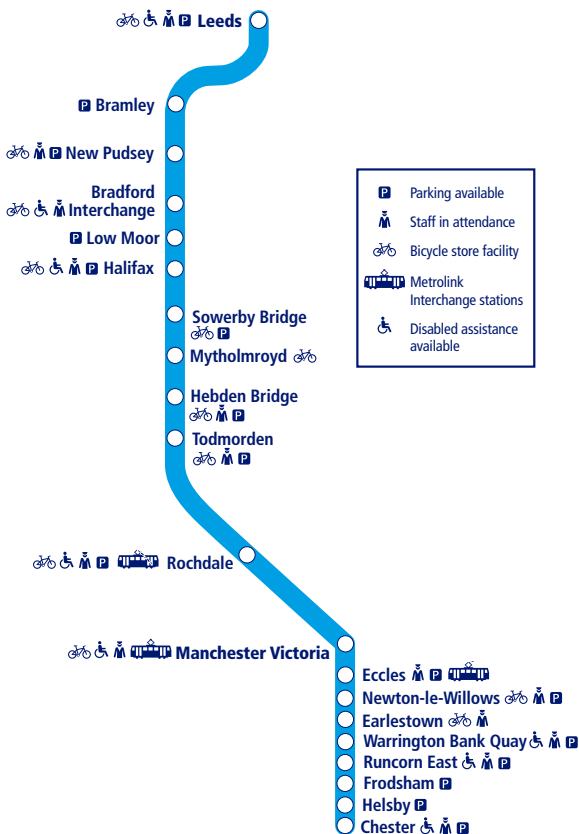 P Leeds
P Bramley
P New Pudsey
Bradford
Interchange
P Low Moor
P Halifax
Sowerby Bridge
P
Mytholmroyd
Hebden Bridge
P
Todmorden
P
P Rochdale
Manchester Victoria
Eccles P
Newton-le-Willows P
Earlestown
Warrington Bank Quay P
Runcorn East P
Frodsham P
Helsby P
Chester P
P Parking available
Staff in attendance
Bicycle store facility
Metrolink
Interchange stations
Disabled assistance
available